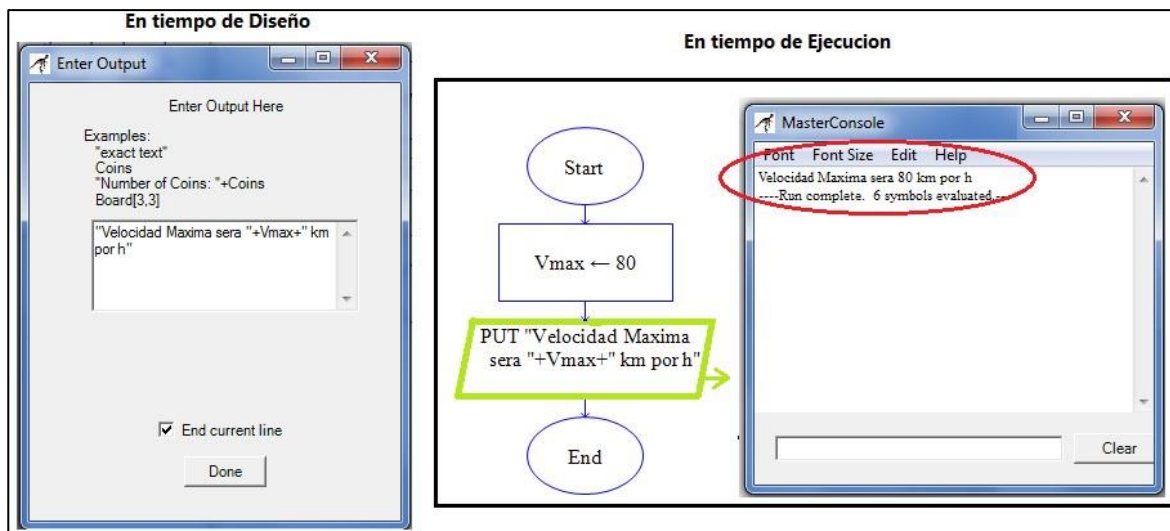 En tiempo de Diseño
Enter Output
Enter Output Here
Examples:
"exact text"
Coins
"Number of Coins: "+Coins
Board[3,3]
"Velocidad Maxima sera "+Vmax+" km
por h"
End current line
Done
En tiempo de Ejecucion
Start
Vmax ← 80
PUT "Velocidad Maxima
sera "+Vmax+" km por h"
End
MasterConsole
Font Font Size Edit Help
Velocidad Maxima sera 80 km por h
----Run complete. 6 symbols evaluated.--
Clear